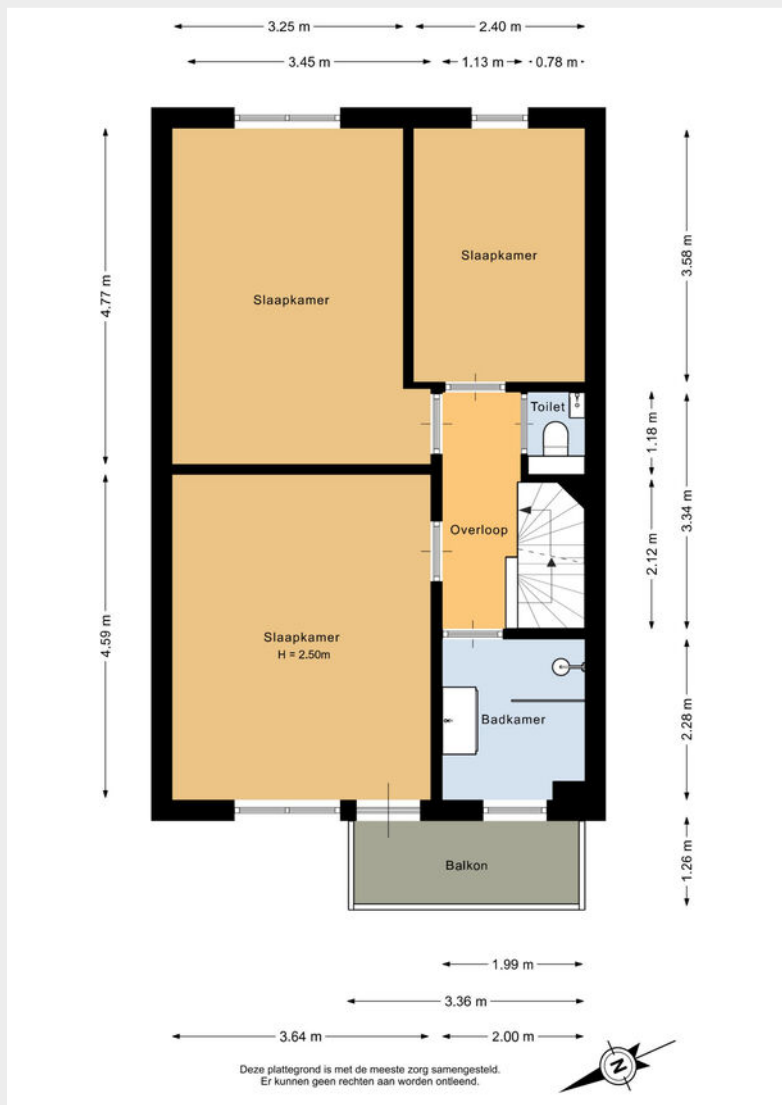 3.25 m
2.40 m
3.45 m
1.13 m
0.78 m
Slaapkamer
3.58 m
4.77 m
Slaapkamer
Toilet
1.18 m
3.34 m
Overloop
2.12 m
4.59 m
Slaapkamer
H = 2.50m
Badkamer
2.28 m
Balkon
1.26 m
1.99 m
3.36 m
3.64 m
2.00 m
Deze plattegrond is met de meeste zorg samengesteld.
Er kunnen geen rechten aan worden ontleend.
N